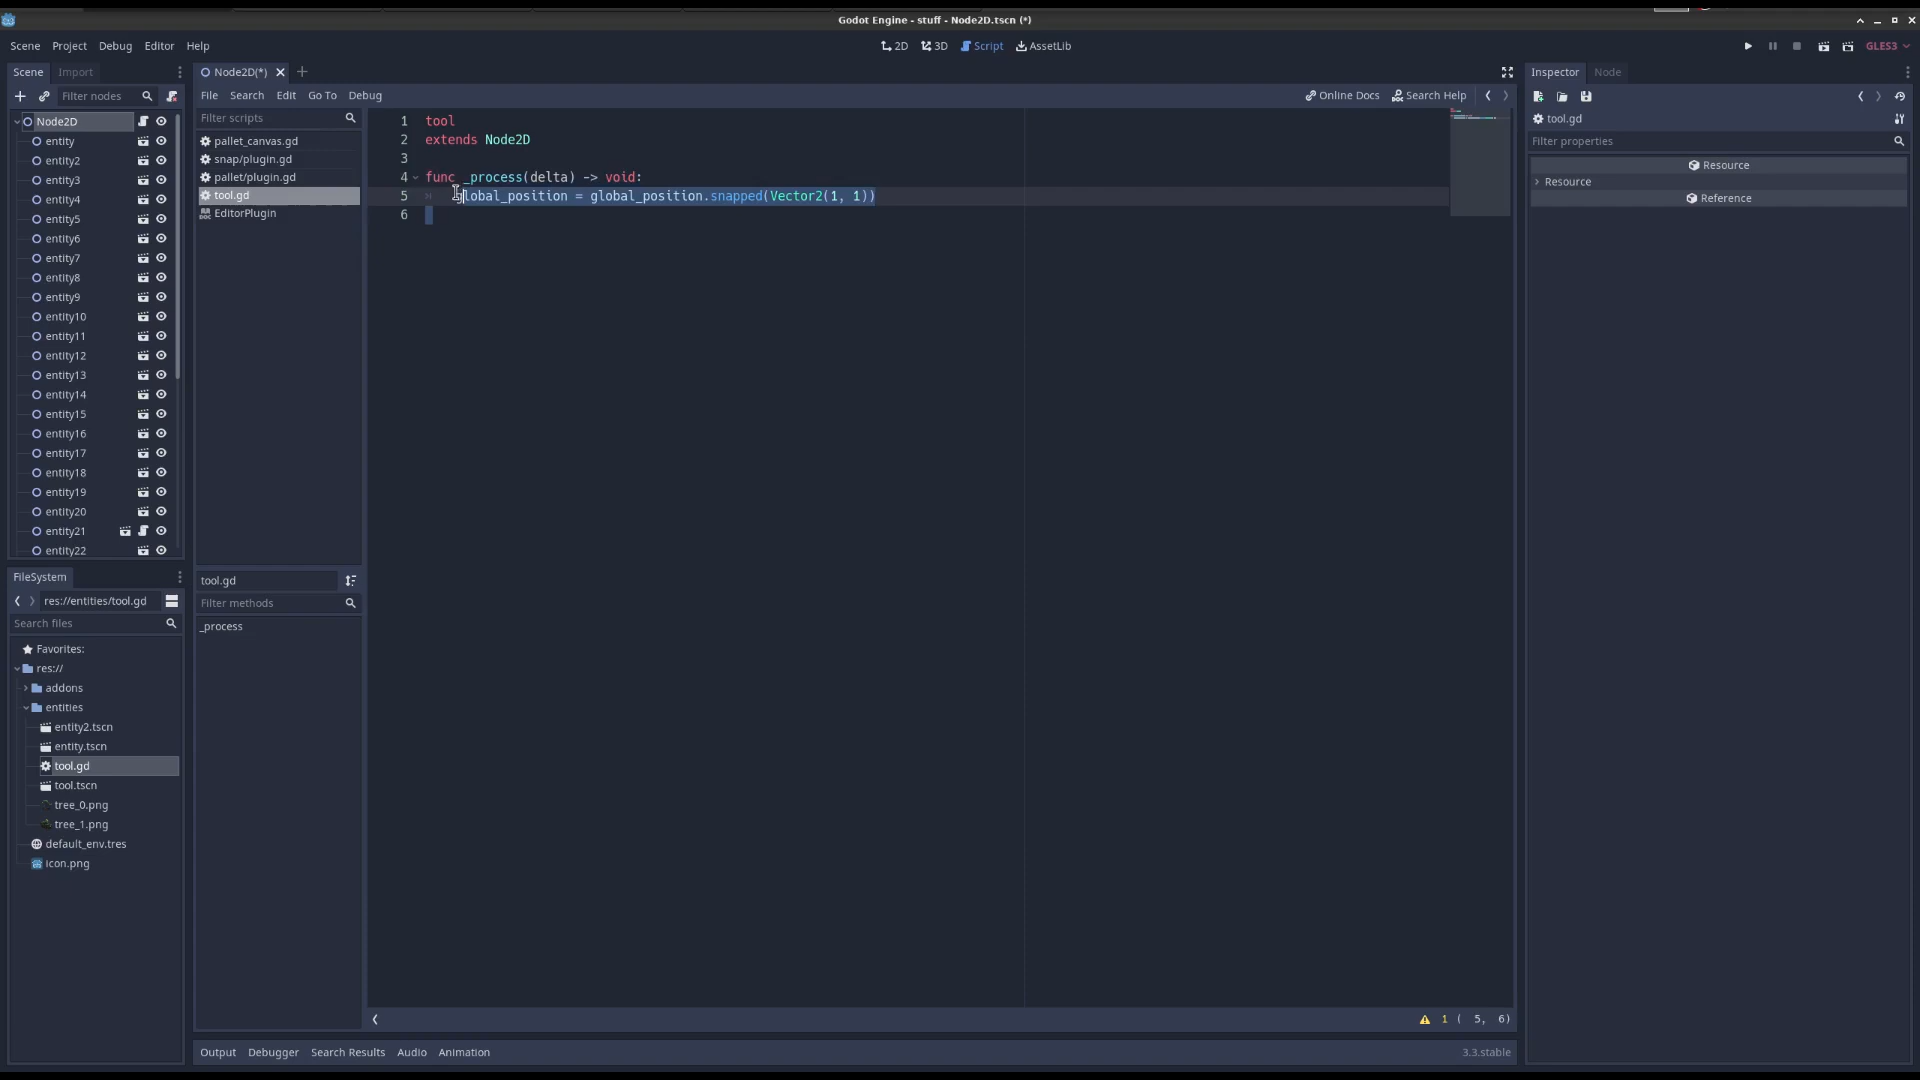 Godot Engine - stuff - Node2D.tscn (*)
Scene Project Debug Editor Help
2D 3D Script AssetLib
GLES3
Scene Import
Filter nodes
Node2D
entity
entity2
entity3
entity4
entity5
entity6
entity7
entity8
entity9
entity10
entity11
entity12
entity13
entity14
entity15
entity16
entity17
entity18
entity19
entity20
entity21
entity22
FileSystem
res://entities/tool.gd
Search files
Favorites:
res://
addons
entities
entity2.tscn
entity.tscn
tool.gd
tool.tscn
tree_0.png
tree_1.png
default_env.tres
icon.png
Node2D(*)
File Search Edit Go To Debug
Online Docs Search Help
Filter scripts
pallet_canvas.gd
snap/plugin.gd
pallet/plugin.gd
tool.gd
EditorPlugin
tool.gd
Filter methods
_process
1 tool
2 extends Node2D
3
4 func _process(delta) -> void:
5 global_position = global_position.snapped(Vector2(1, 1))
6
1 ( 5, 6)
Output Debugger Search Results Audio Animation
3.3.stable
Inspector Node
tool.gd
Filter properties
Resource
Resource
Reference